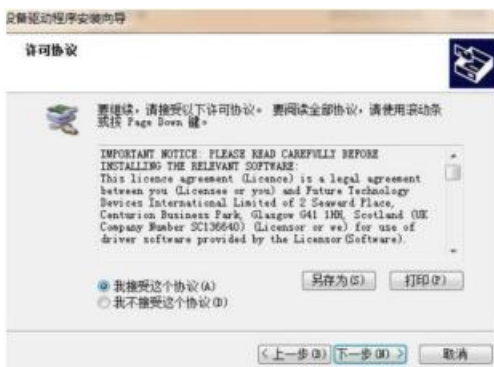 设备驱动程序安装向导
许可协议
要继续，请接受以下许可协议。要阅读全部协议，请使用滚动条
或按 Page Down 键。
IMPORTANT NOTICE: PLEASE READ CAREFULLY BEFORE
INSTALLING THE RELEVANT SOFTWARE:
This licence agreement (Licence) is a legal agreement
between you (Licensee or you) and Future Technology
Devices International Limited of 2 Seaward Place,
Centurion Business Park, Glasgow G41 1HH, Scotland (UK
Company Number SC136640) (Licensor or we) for use of
driver software provided by the Licensor(Software).
我接受这个协议(A)
我不接受这个协议(D)
另存为(S)
打印(P)
<上一步(B)
下一步(N)>
取消